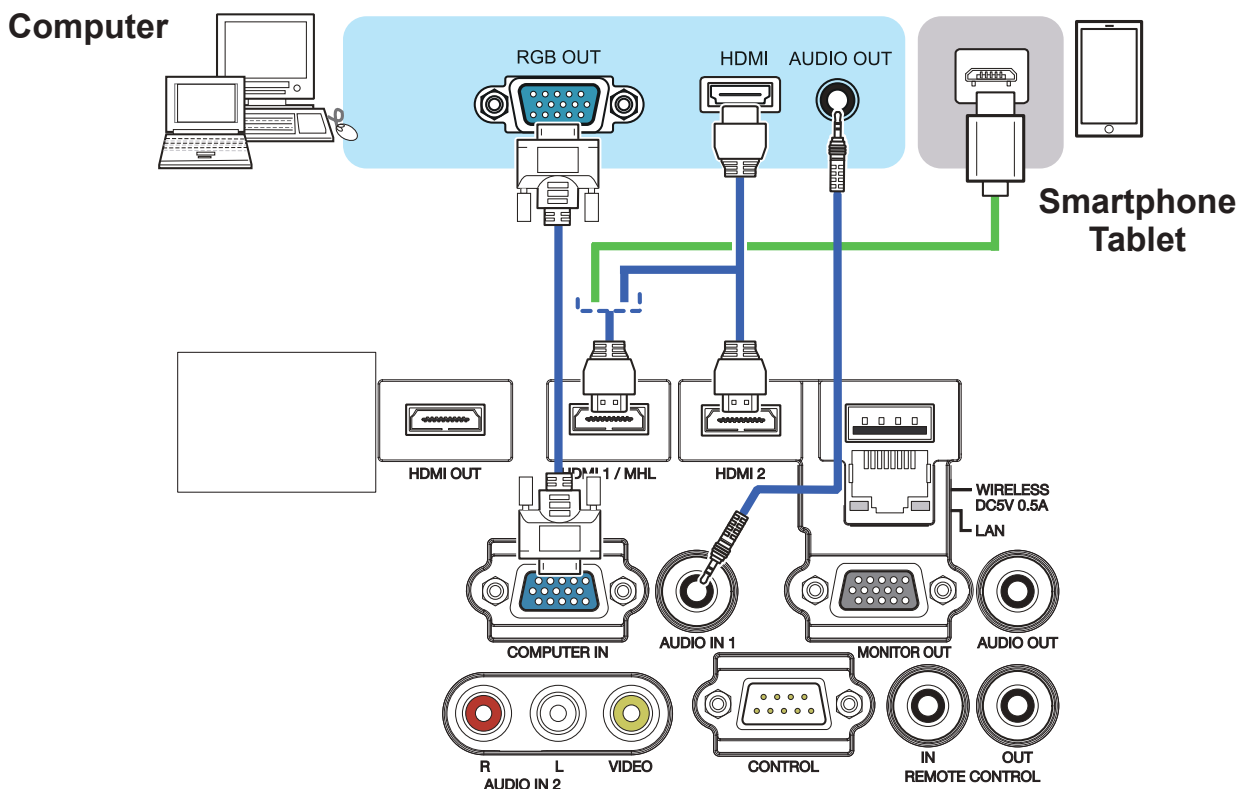 Computer
RGB OUT
HDMI
AUDIO OUT
Smartphone
Tablet
HDMI OUT
HDMI 1 / MHL
HDMI 2
WIRELESS
DC5V 0.5A
LAN
COMPUTER IN
AUDIO IN 1
MONITOR OUT
AUDIO OUT
R
L
VIDEO
AUDIO IN 2
CONTROL
IN
OUT
REMOTE CONTROL